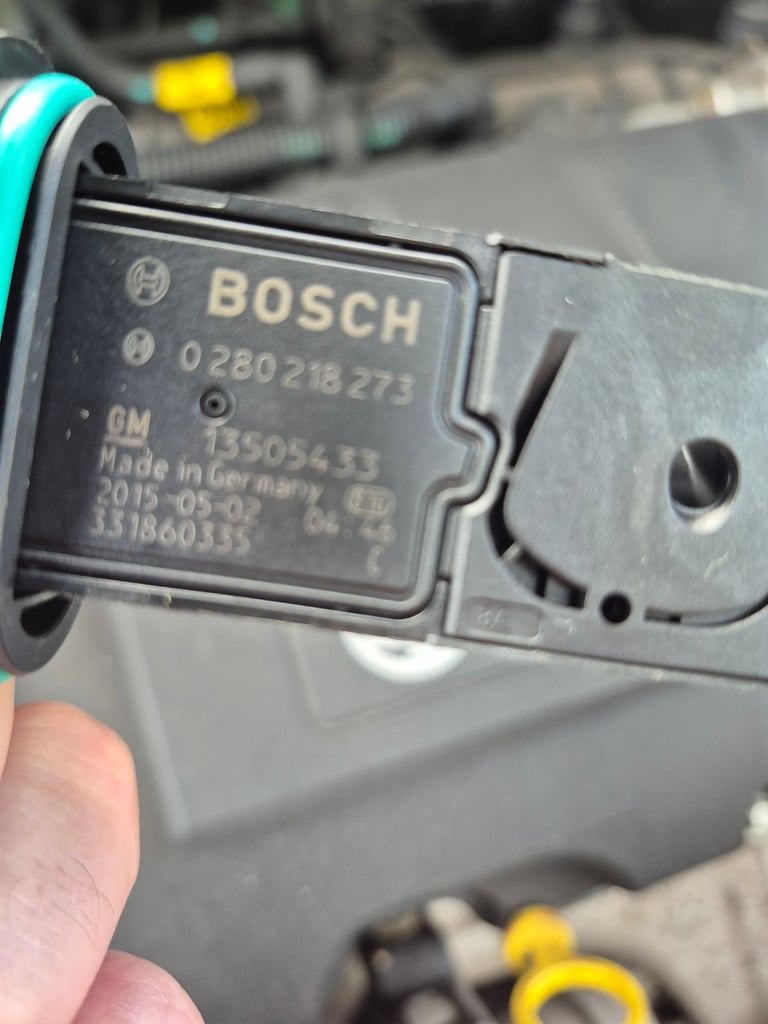 BOSCH
0 280 218 273
GM
13505433
Made in Germany
2015-05-02 04:46
331860335
C